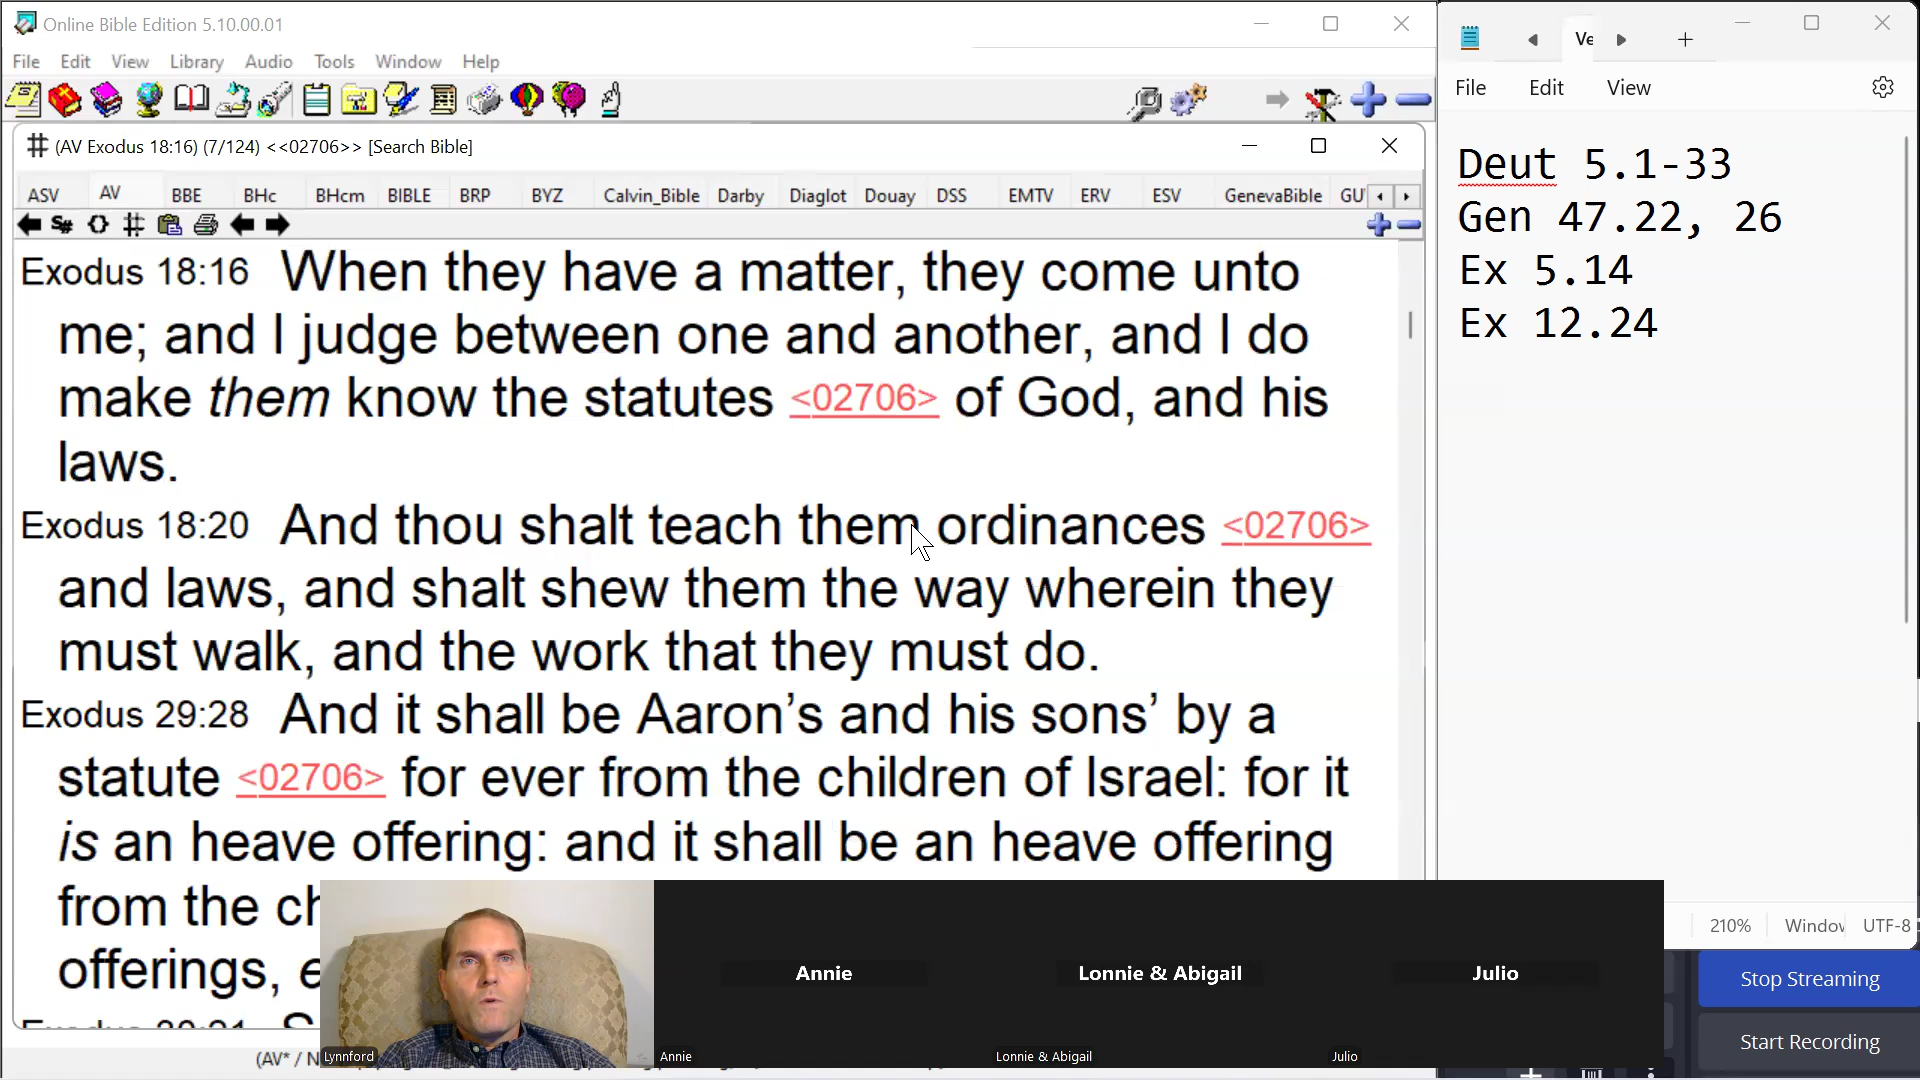 Online Bible Edition 5.10.00.01
File Edit View Library Audio Tools Window Help
(AV Exodus 18:16) (7/124) <<02706>> [Search Bible]
ASV AV BBE BHc BHcm BIBLE BRP BYZ Calvin_Bible Darby Diaglot Douay DSS EMTV ERV ESV GenevaBible GU
S#
Exodus 18:16 When they have a matter, they come unto
me; and I judge between one and another, and I do
make them know the statutes <02706> of God, and his
laws.
Exodus 18:20 And thou shalt teach them ordinances <02706>
and laws, and shalt shew them the way wherein they
must walk, and the work that they must do.
Exodus 29:28 And it shall be Aaron’s and his sons’ by a
statute <02706> for ever from the children of Israel: for it
is an heave offering: and it shall be an heave offering
from the ch
offerings, e
(AV* / N
Ve
File Edit View
Deut 5.1-33
Gen 47.22, 26
Ex 5.14
Ex 12.24
210% Window UTF-8
Stop Streaming
Start Recording
Annie
Lonnie & Abigail
Julio
Lynnford
Annie
Lonnie & Abigail
Julio